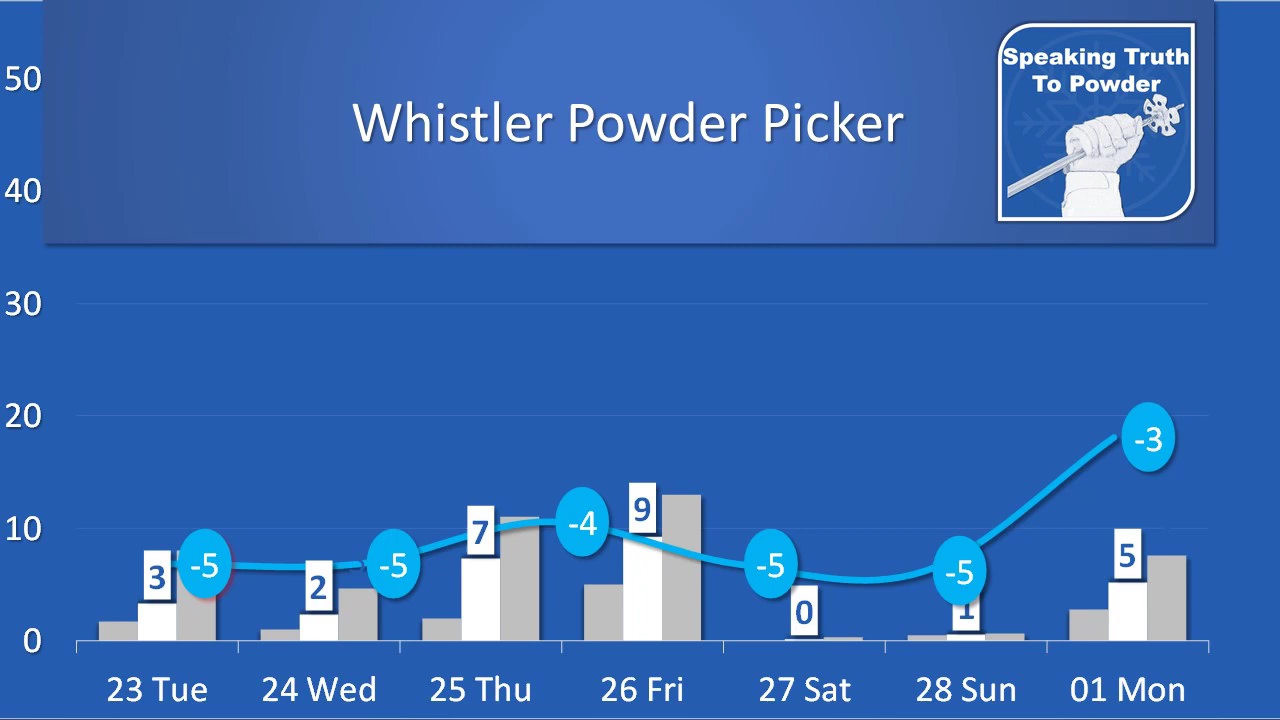 Speaking Truth
To Powder
Whistler Powder Picker
50
40
30
20
10
0
3
-5
2
-5
7
-4
9
-5
0
-5
1
5
-3
23 Tue
24 Wed
25 Thu
26 Fri
27 Sat
28 Sun
01 Mon